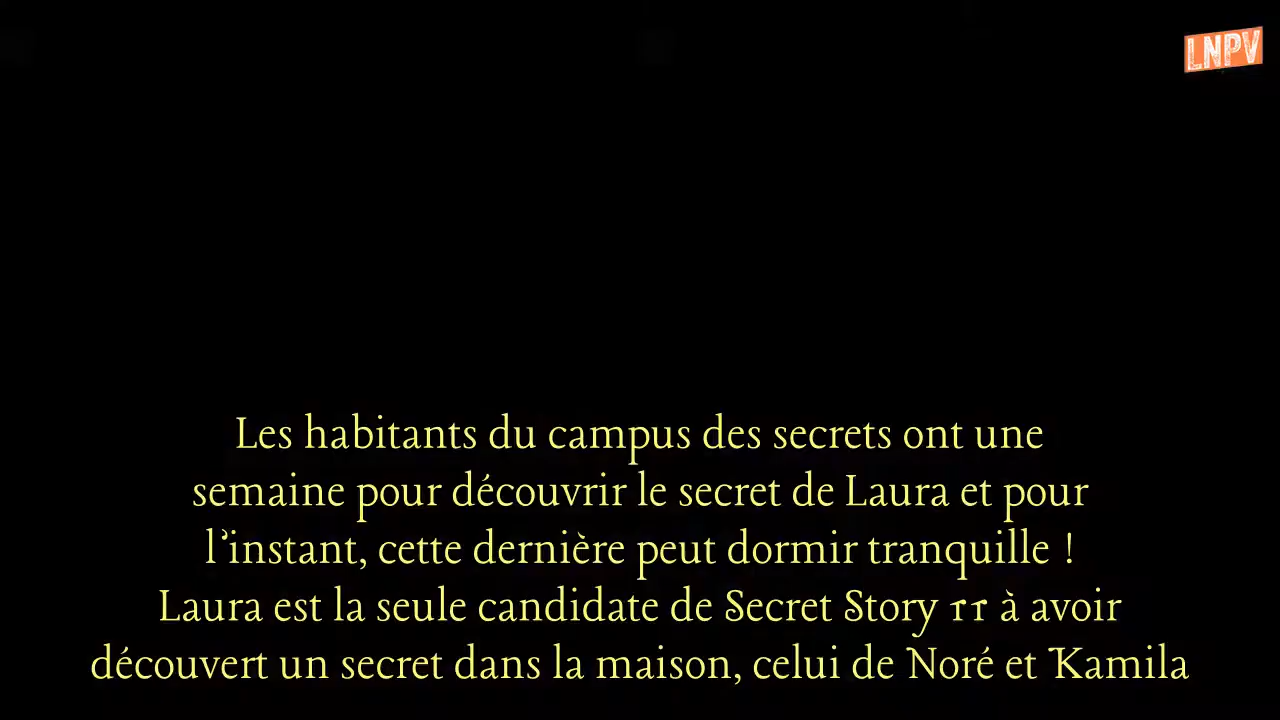 LNPV
Les habitants du campus des secrets ont une
semaine pour découvrir le secret de Laura et pour
l'instant, cette dernière peut dormir tranquille !
Laura est la seule candidate de Secret Story 11 à avoir
découvert un secret dans la maison, celui de Noré et Kamila